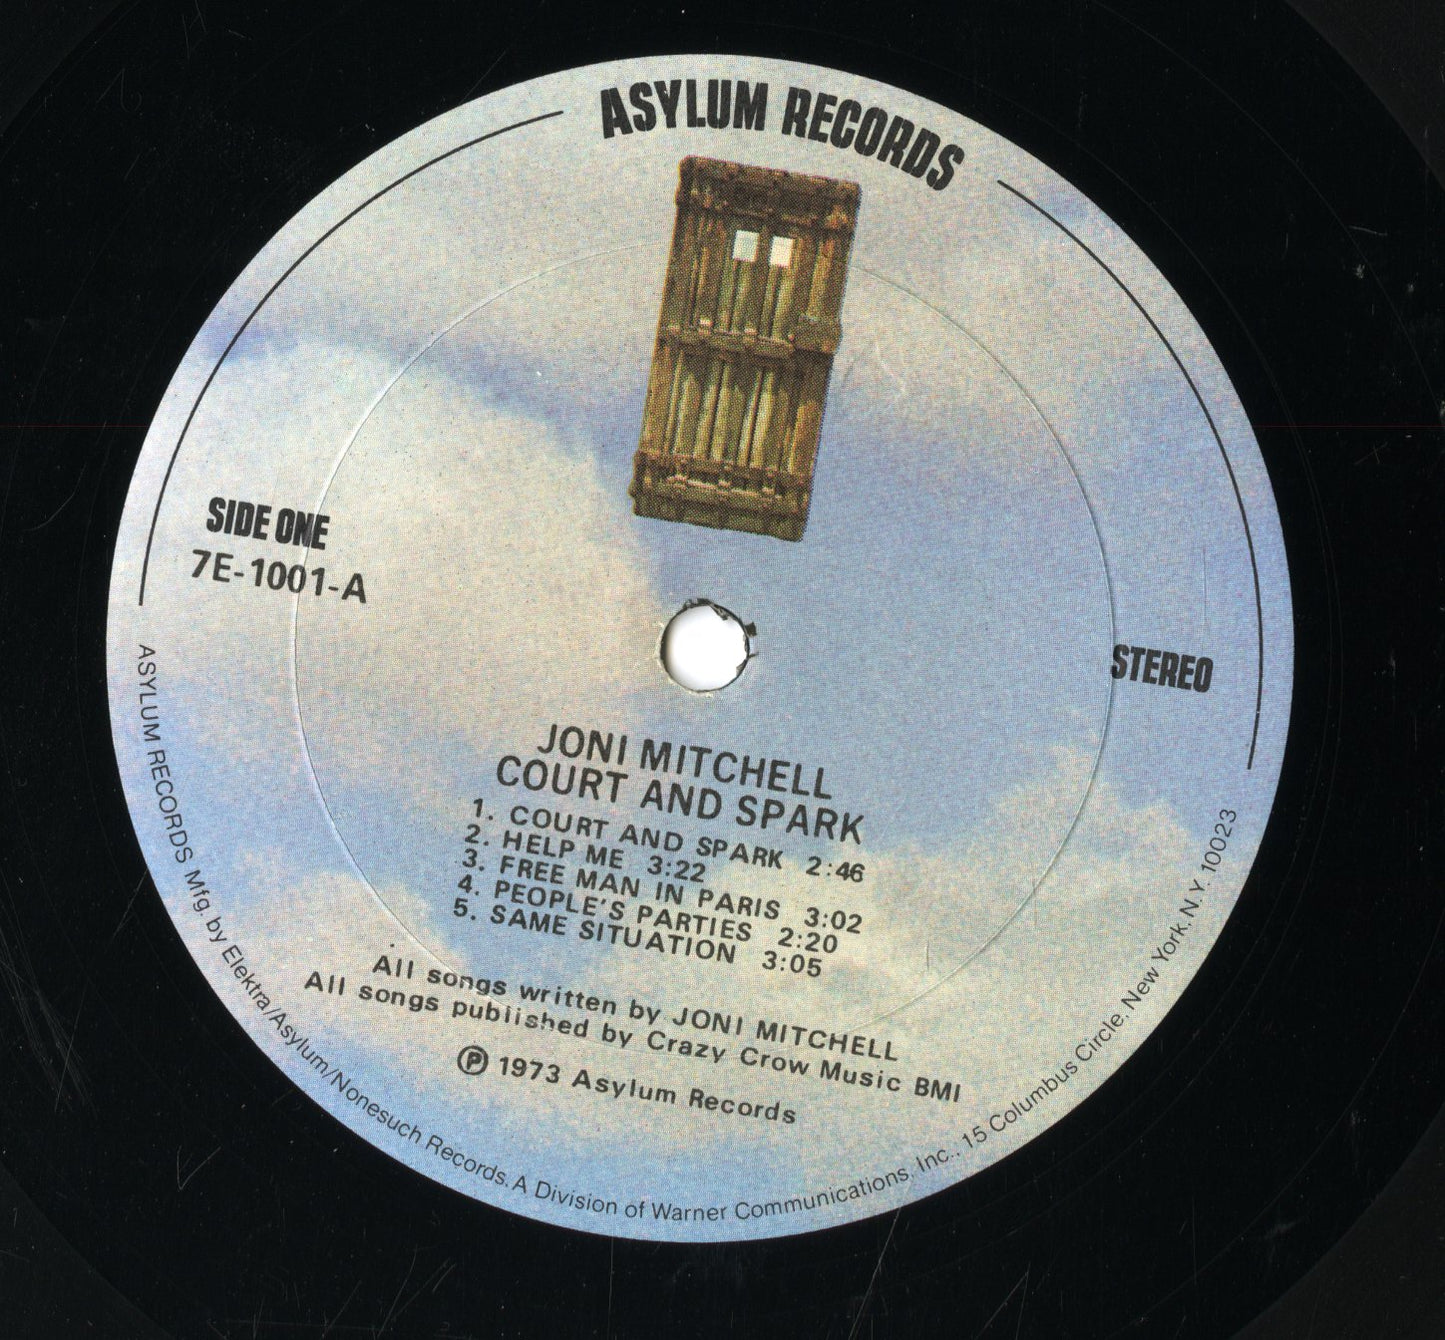 ASYLUM RECORDS
SIDE ONE
7E-1001-A
STEREO
JONI MITCHELL
COURT AND SPARK
1. COURT AND SPARK 2:46
2. HELP ME 3:22
3. FREE MAN IN PARIS 3:02
4. PEOPLE'S PARTIES 2:20
5. SAME SITUATION 3:05
All songs written by JONI MITCHELL
All songs published by Crazy Crow Music BMI
Ⓟ 1973 Asylum Records
ASYLUM RECORDS Mfg. by Elektra/Asylum/Nonesuch Records, A Division of Warner Communications, Inc., 15 Columbus Circle, New York, N.Y. 10023